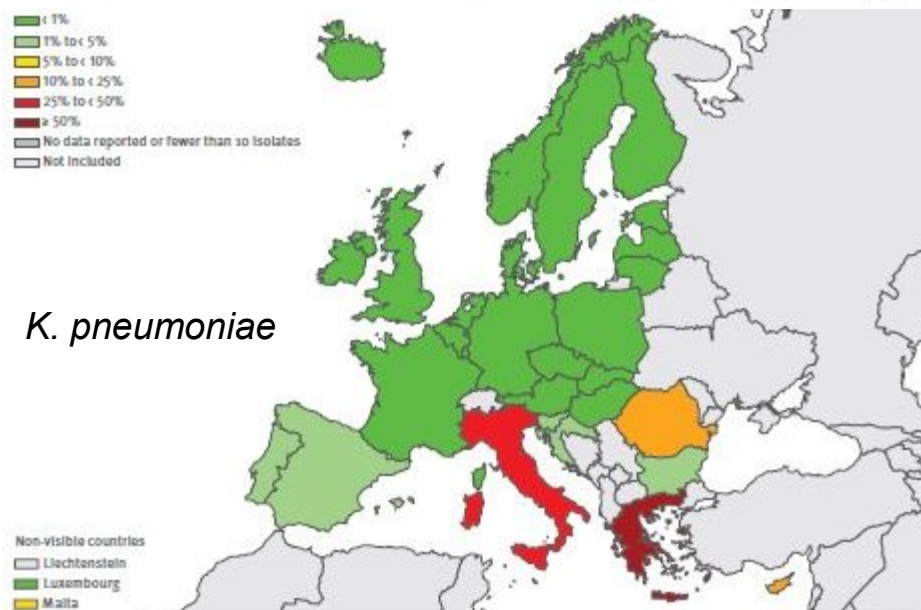 < 1%
1% to < 5%
5% to < 10%
10% to < 25%
25% to < 50%
≥ 50%
No data reported or fewer than 10 isolates
Not included
K. pneumoniae
Non-visible countries
Liechtenstein
Luxembourg
Malta